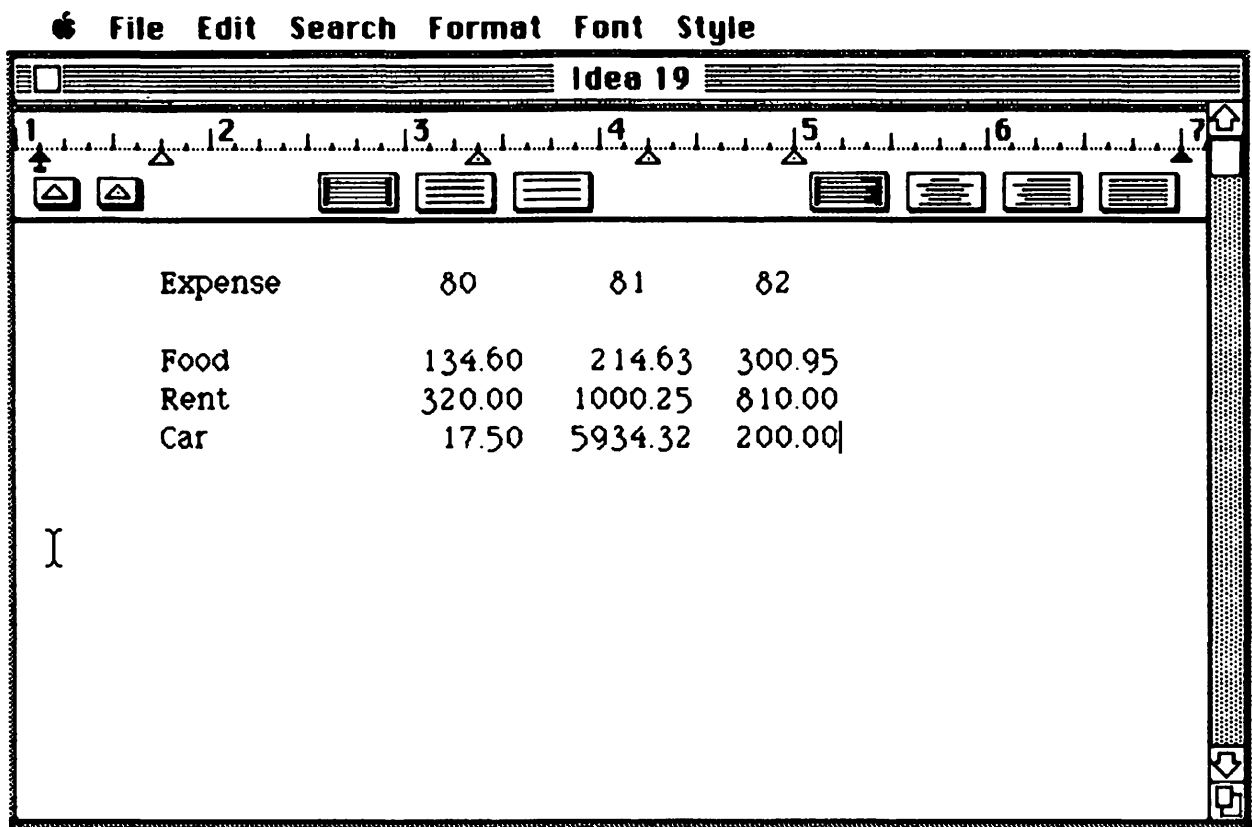 File Edit Search Format Font Style
Idea 19
1 2 3 4 5 6 7
Expense 80 81 82
Food 134.60 214.63 300.95
Rent 320.00 1000.25 810.00
Car 17.50 5934.32 200.00